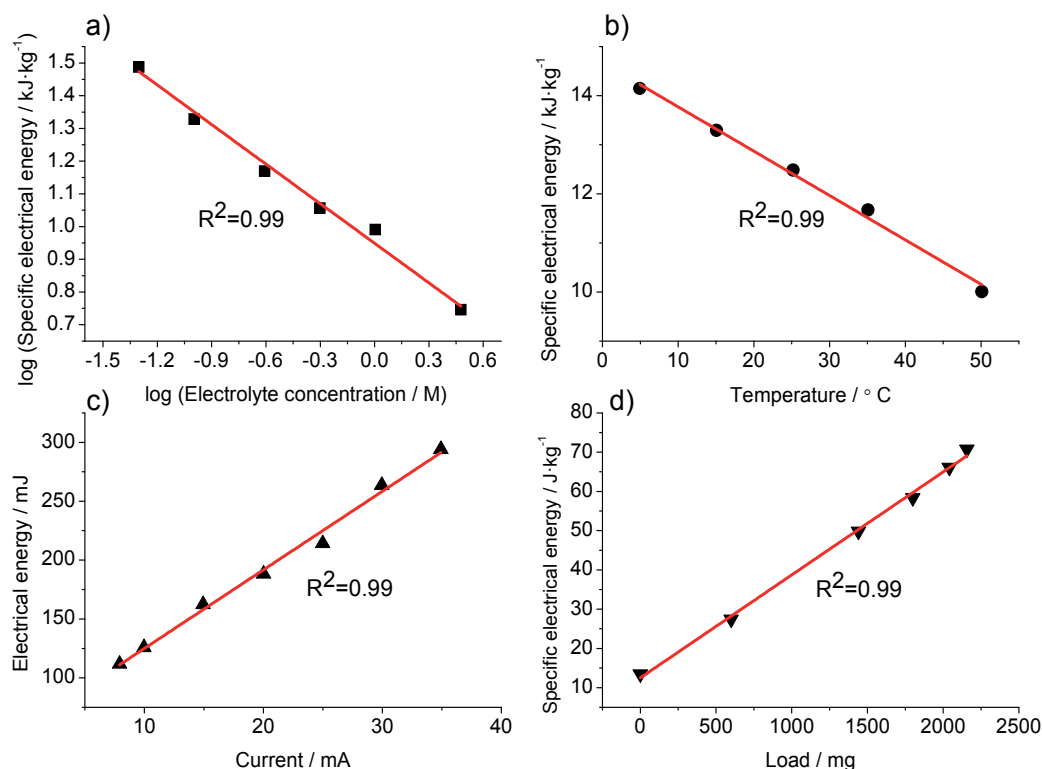 a)
log (Specific electrical energy / kJ·kg⁻¹)
1.5
1.4
1.3
1.2
1.1
1.0
0.9
0.8
0.7
R²=0.99
-1.5 -1.2 -0.9 -0.6 -0.3 0.0 0.3 0.6
log (Electrolyte concentration / M)
b)
Specific electrical energy / kJ·kg⁻¹
14
12
10
R²=0.99
0 10 20 30 40 50
Temperature / ° C
c)
Electrical energy / mJ
300
250
200
150
100
R²=0.99
10 20 30 40
Current / mA
d)
Specific electrical energy / J·kg⁻¹
80
70
60
50
40
30
20
10
R²=0.99
0 500 1000 1500 2000 2500
Load / mg